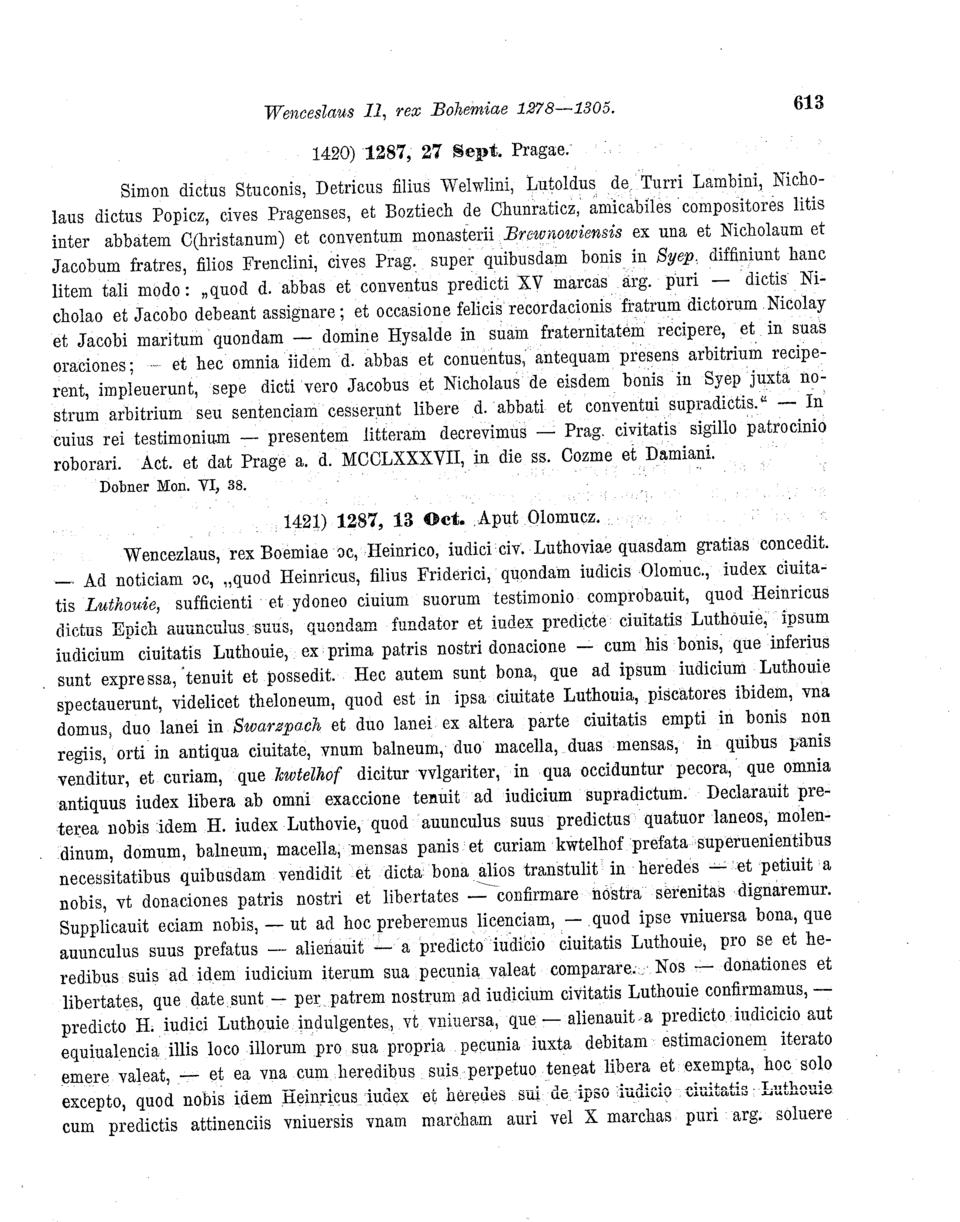 Wenceslaus II, rex Bohemiae 1278—1305.
613
1420) 1287, 27 Sept. Pragae.
Simon dictus Stuconis, Detricus filius Welwlini, Lutoldus de Turri Lambini, Nicho-
laus dictus Popicz, cives Pragenses, et Boztiech de Chunraticz, amicabiles compositores litis
inter abbatem C(hristanum) et conventum monasterii Brewnowiensis ex una et Nicholaum et
Jacobum fratres, filios Frenclini, cives Prag. super quibusdam bonis in Syep. diffiniunt hanc
litem tali modo: „quod d. abbas et conventus predicti XV marcas arg. puri — dictis Ni-
cholao et Jacobo debeant assignare; et occasione felicis recordacionis fratrum dictorum Nicolay
et Jacobi maritum quondam — domine Hysalde in suam fraternitatem recipere, et in suas
oraciones; — et hec omnia iidem d. abbas et conuentus, antequam presens arbitrium recipe-
rent, impleuerunt, sepe dicti vero Jacobus et Nicholaus de eisdem bonis in Syep juxta no-
strum arbitrium seu sentenciam cesserunt libere d. abbati et conventui supradictis.“ — In
cuius rei testimonium — presentem litteram decrevimus — Prag. civitatis sigillo patrocinio
roborari. Act. et dat Prage a. d. MCCLXXXVII, in die ss. Cozme et Damiani.
Dobner Mon. VI, 38.
1421) 1287, 13 Oct. Aput Olomucz.
Wencezlaus, rex Boemiae ɔc, Heinrico, iudici civ. Luthoviae quasdam gratias concedit.
— Ad noticiam ɔc, „quod Heinricus, filius Friderici, quondam iudicis Olomuc., iudex ciuita-
tis Luthouie, sufficienti et ydoneo ciuium suorum testimonio comprobauit, quod Heinricus
dictus Epich auunculus suus, quondam fundator et iudex predicte ciuitatis Luthouie, ipsum
iudicium ciuitatis Luthouie, ex prima patris nostri donacione — cum his bonis, que inferius
sunt expressa, tenuit et possedit. Hec autem sunt bona, que ad ipsum iudicium Luthouie
spectauerunt, videlicet theloneum, quod est in ipsa ciuitate Luthouia, piscatores ibidem, vna
domus, duo lanei in Swarzpach et duo lanei ex altera parte ciuitatis empti in bonis non
regiis, orti in antiqua ciuitate, vnum balneum, duo macella, duas mensas, in quibus panis
venditur, et curiam, que kwtelhof dicitur vvlgariter, in qua occiduntur pecora, que omnia
antiquus iudex libera ab omni exaccione tenuit ad iudicium supradictum. Declarauit pre-
terea nobis idem H. iudex Luthovie, quod auunculus suus predictus quatuor laneos, molen-
dinum, domum, balneum, macella, mensas panis et curiam kwtelhof prefata superuenientibus
necessitatibus quibusdam vendidit et dicta bona alios transtulit in heredes — et petiuit a
nobis, vt donaciones patris nostri et libertates — confirmare nostra serenitas dignaremur.
Supplicauit eciam nobis, — ut ad hoc preberemus licenciam, — quod ipse vniuersa bona, que
auunculus suus prefatus — alienauit — a predicto iudicio ciuitatis Luthouie, pro se et he-
redibus suis ad idem iudicium iterum sua pecunia valeat comparare. Nos — donationes et
libertates, que date sunt — per patrem nostrum ad iudicium civitatis Luthouie confirmamus, —
predicto H. iudici Luthouie indulgentes, vt vniuersa, que — alienauit a predicto iudicicio aut
equiualencia illis loco illorum pro sua propria pecunia iuxta debitam estimacionem iterato
emere valeat, — et ea vna cum heredibus suis perpetuo teneat libera et exempta, hoc solo
excepto, quod nobis idem Heinricus iudex et heredes sui de ipso iudicio ciuitatis Luthouie
cum predictis attinenciis vniuersis vnam marcham auri vel X marchas puri arg. soluere